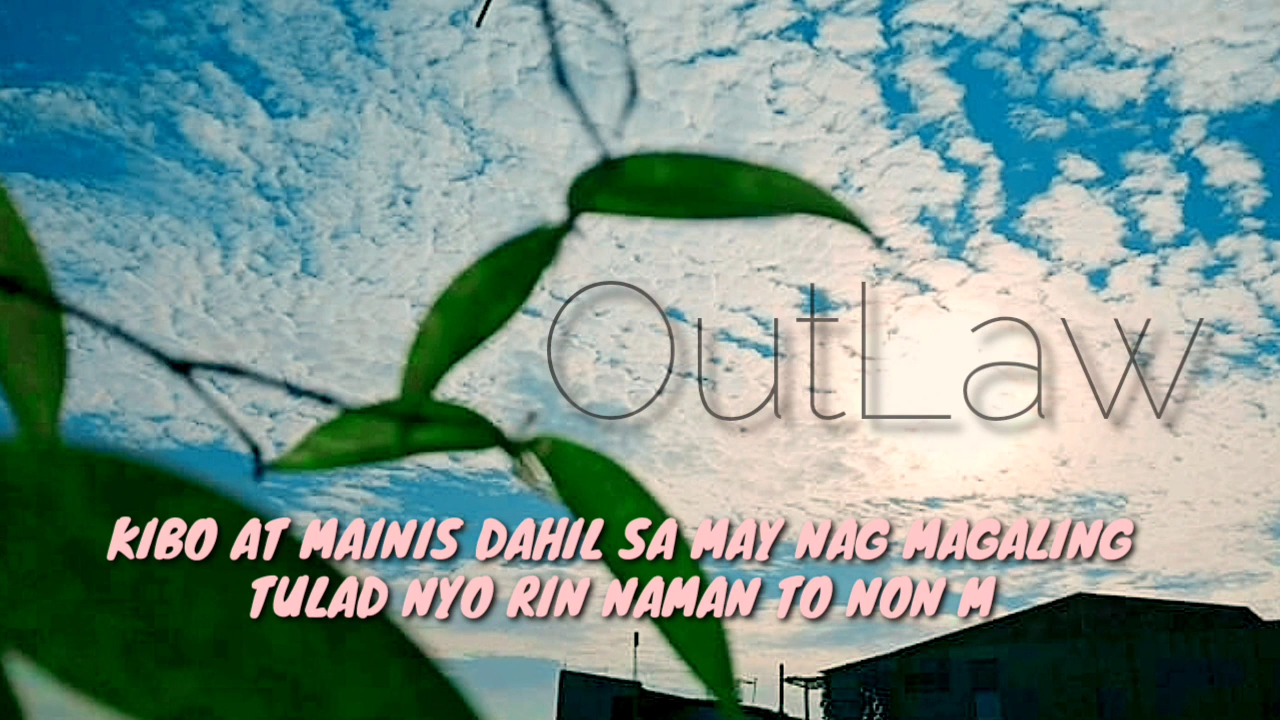 OutLaw
KIBO AT MAINIS DAHIL SA MAY NAG MAGALING
TULAD NYO RIN NAMAN TO NON M